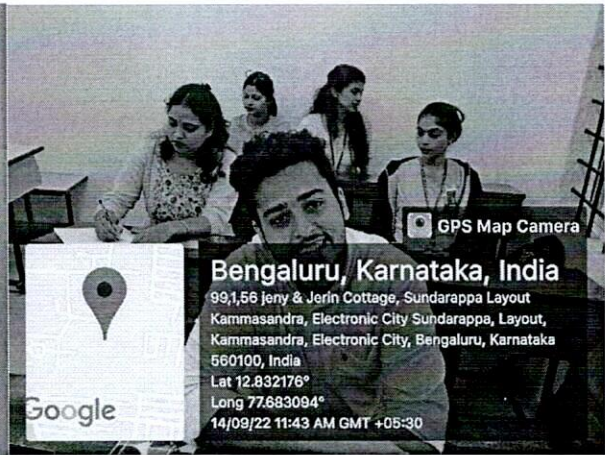 GPS Map Camera
Bengaluru, Karnataka, India
99,1,56 jeny & Jerin Cottage, Sundarappa Layout
Kammasandra, Electronic City Sundarappa, Layout,
Kammasandra, Electronic City, Bengaluru, Karnataka
560100, India
Lat 12.832176°
Long 77.683094°
14/09/22 11:43 AM GMT +05:30
Google